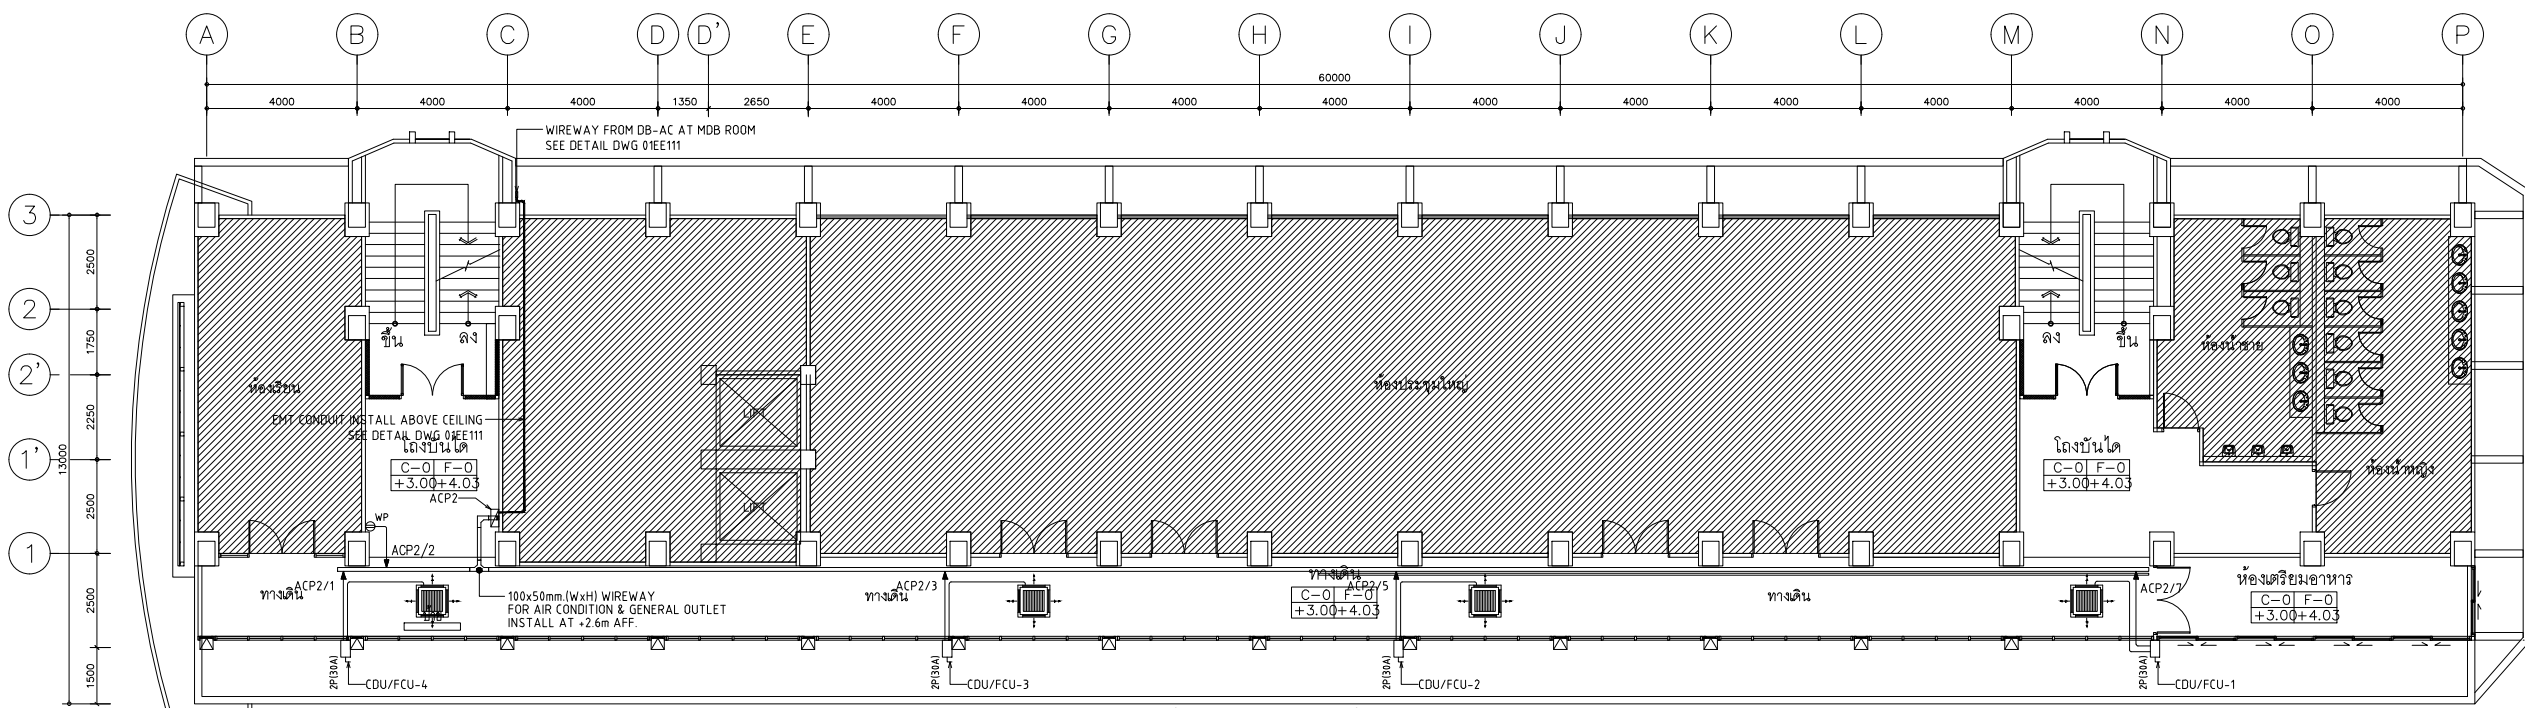 A B C D D' E F G H I J K L M N O P
60000
4000 4000 4000 1350 2650 4000 4000 4000 4000 4000 4000 4000 4000 4000 4000 4000
WIREWAY FROM DB-AC AT MDB ROOM
SEE DETAIL DWG 01EE111
3
2500
2
1750
ขึ้น ลง ลง ขึ้น
ห้องน้ำชาย
2'
ห้องเรียน
ห้องประชุมใหญ่
LIFT
2250
13000
EMT CONDUIT INSTALL ABOVE CEILING
SEE DETAIL DWG 01EE111
โถงบันได โถงบันได
1'
C-0 F-0 C-0 F-0
+3.00 +4.03 +3.00 +4.03
ห้องน้ำหญิง
ACP2
LIFT
2500
WP
1
ACP2/2
ACP2/1 ACP2/3 ทางเดิน ACP2/5 ACP2/7 ห้องเตรียมอาหาร
ทางเดิน ทางเดิน C-0 F-0 ทางเดิน C-0 F-0
+3.00 +4.03 +3.00 +4.03
2500
100x50mm.(WxH) WIREWAY
FOR AIR CONDITION & GENERAL OUTLET
INSTALL AT +2.6m AFF.
1500
2P(30A) CDU/FCU-4 2P(30A) CDU/FCU-3 2P(30A) CDU/FCU-2 2P(30A) CDU/FCU-1